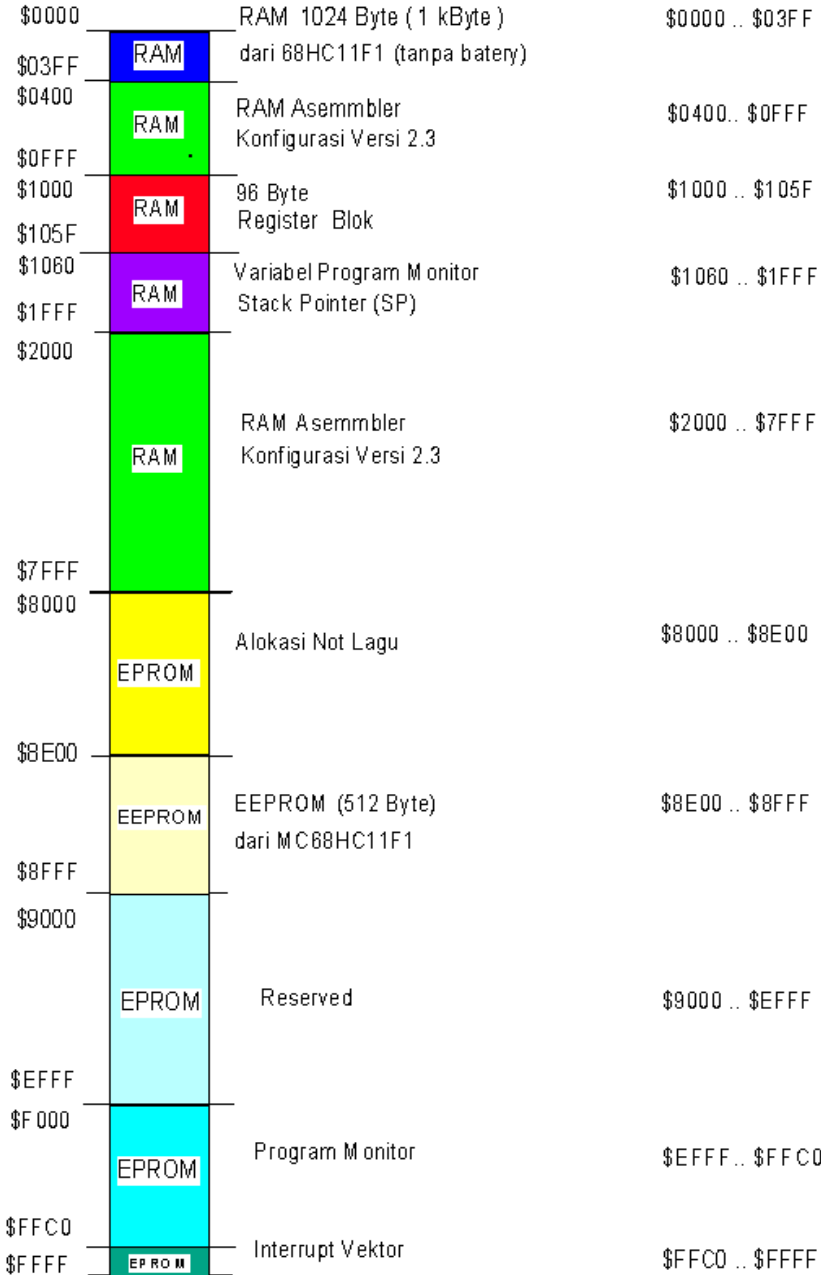 $0000 RAM 1024 Byte ( 1 kByte ) $0000 .. $03FF
RAM dari 68HC11F1 (tanpa batery)
$03FF
$0400
RAM Asemmbler $0400.. $0FFF
RAM Konfigurasi Versi 2.3
$0FFF
$1000 96 Byte $1000 .. $105F
RAM Register Blok
$105F
$1060 Variabel Program Monitor $1060 .. $1FFF
RAM Stack Pointer (SP)
$1FFF
$2000
RAM Asemmbler $2000 .. $7FFF
RAM Konfigurasi Versi 2.3
$7FFF
$8000
Alokasi Not Lagu $8000 .. $8E00
EPROM
$8E00
EEPROM (512 Byte) $8E00 .. $8FFF
EEPROM
dari MC68HC11F1
$8FFF
$9000
EPROM Reserved $9000 .. $EFFF
$EFFF
$F000
Program Monitor $EFFF.. $FFC0
EPROM
$FFC0
Interrupt Vektor $FFC0 .. $FFFF
$FFFF EPROM